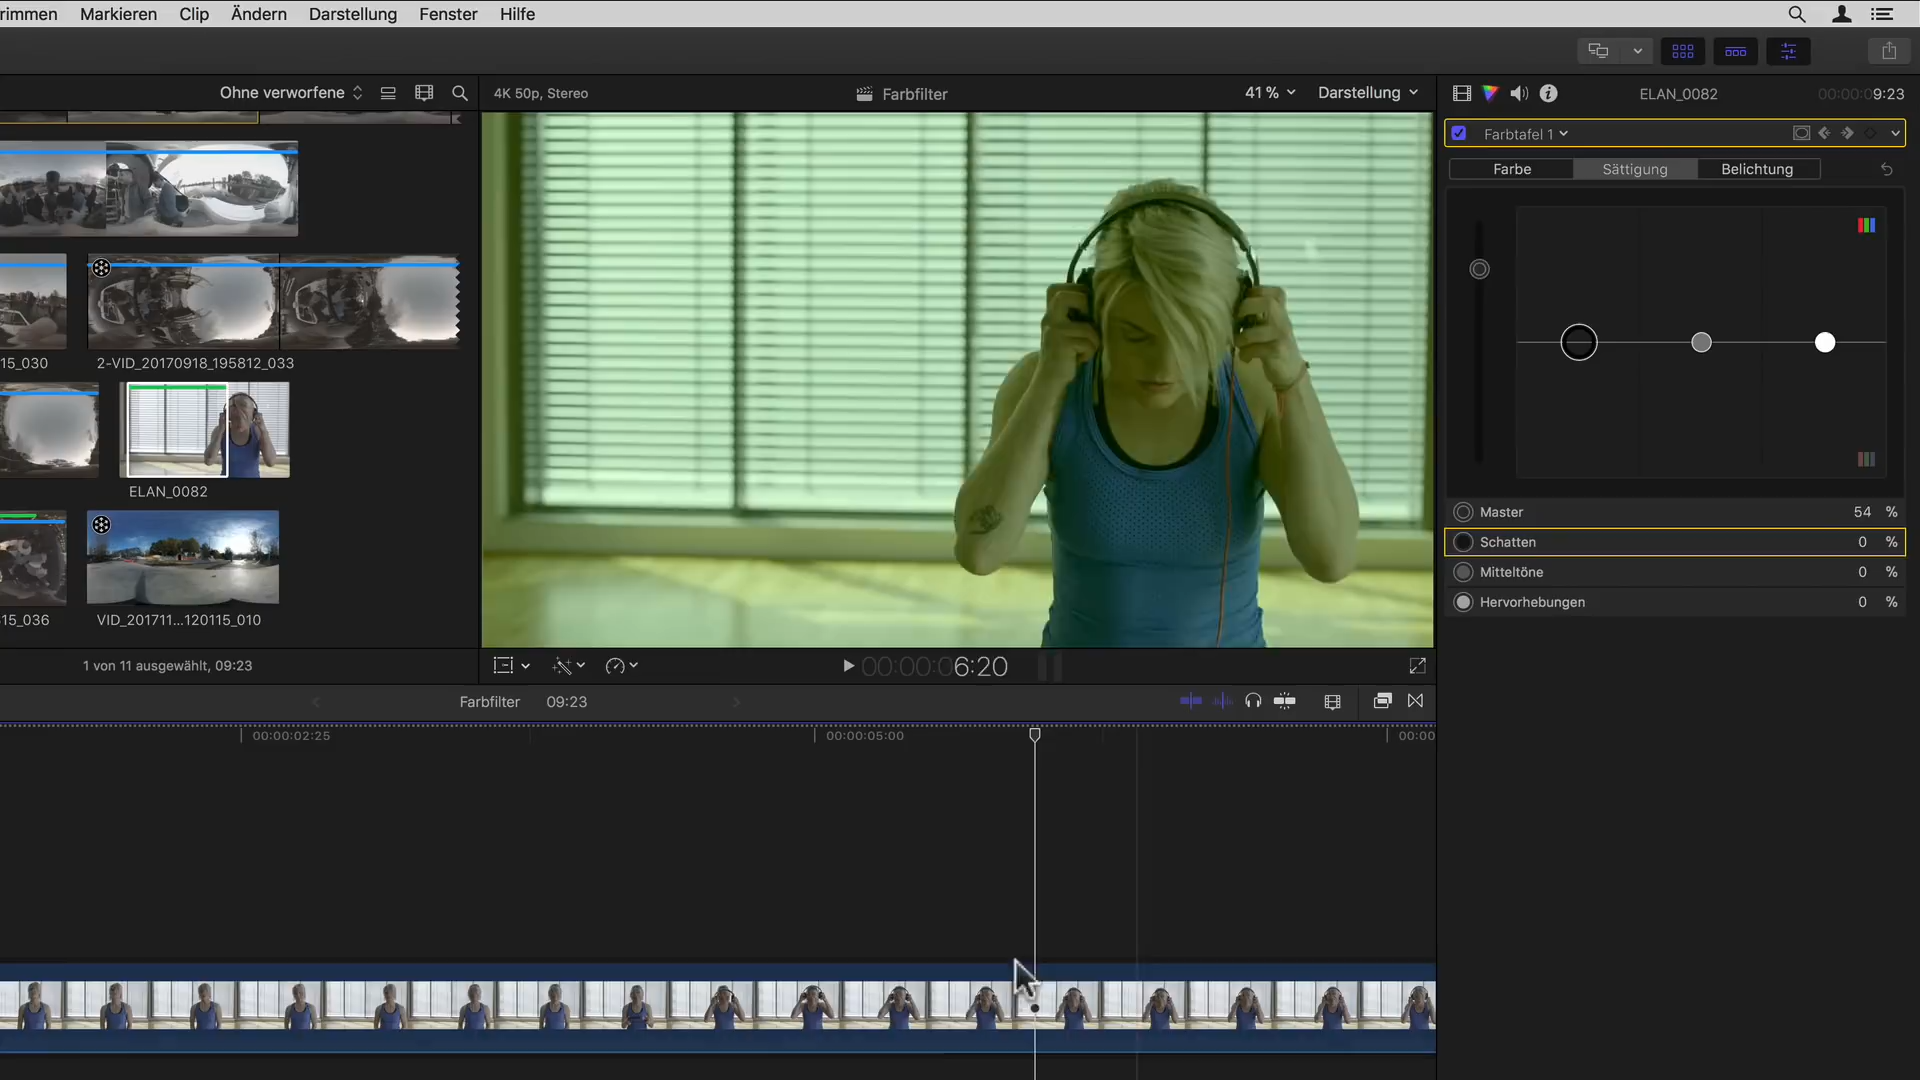 rimmen Markieren Clip Ändern Darstellung Fenster Hilfe
Ohne verworfene
4K 50p, Stereo
Farbfilter
41 %
Darstellung
ELAN_0082
00:00:09:23
Farbtafel 1
Farbe
Sättigung
Belichtung
15_030
2-VID_20170918_195812_033
ELAN_0082
15_036
VID_201711...120115_010
Master 54 %
Schatten 0 %
Mitteltöne 0 %
Hervorhebungen 0 %
1 von 11 ausgewählt, 09:23
00:00:06:20
Farbfilter 09:23
00:00:02:25
00:00:05:00
00:00